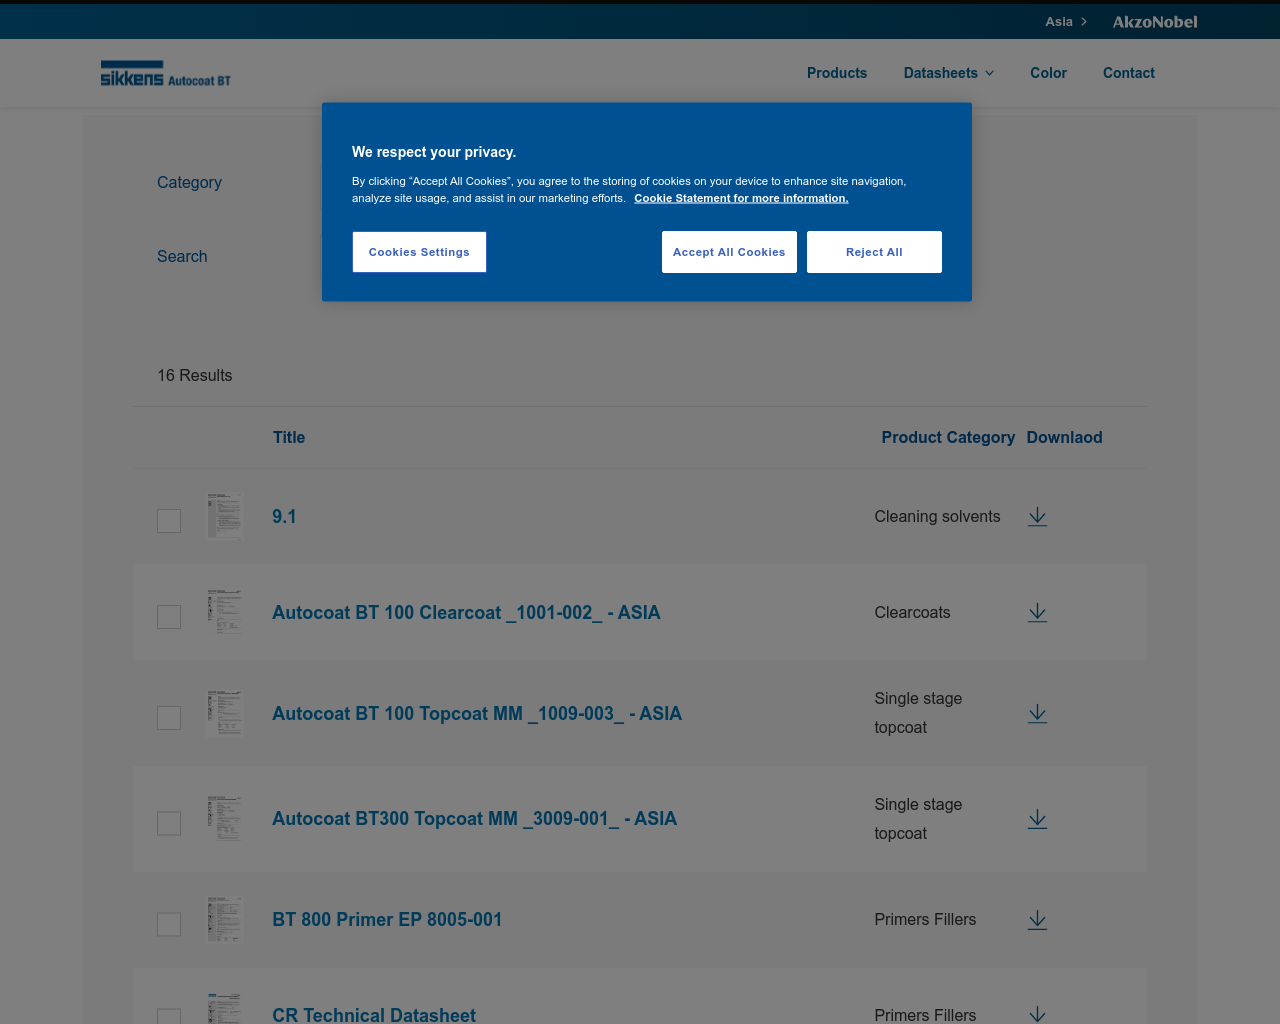 Asia
AkzoNobel
sikkens Autocoat BT
Products
Datasheets
Color
Contact
We respect your privacy.
By clicking “Accept All Cookies”, you agree to the storing of cookies on your device to enhance site navigation,
analyze site usage, and assist in our marketing efforts. Cookie Statement for more information.
Cookies Settings
Accept All Cookies
Reject All
Category
Search
16 Results
Title
Product Category
Downlaod
9.1
Cleaning solvents
Autocoat BT 100 Clearcoat _1001-002_ - ASIA
Clearcoats
Autocoat BT 100 Topcoat MM _1009-003_ - ASIA
Single stage
topcoat
Autocoat BT300 Topcoat MM _3009-001_ - ASIA
Single stage
topcoat
BT 800 Primer EP 8005-001
Primers Fillers
CR Technical Datasheet
Primers Fillers